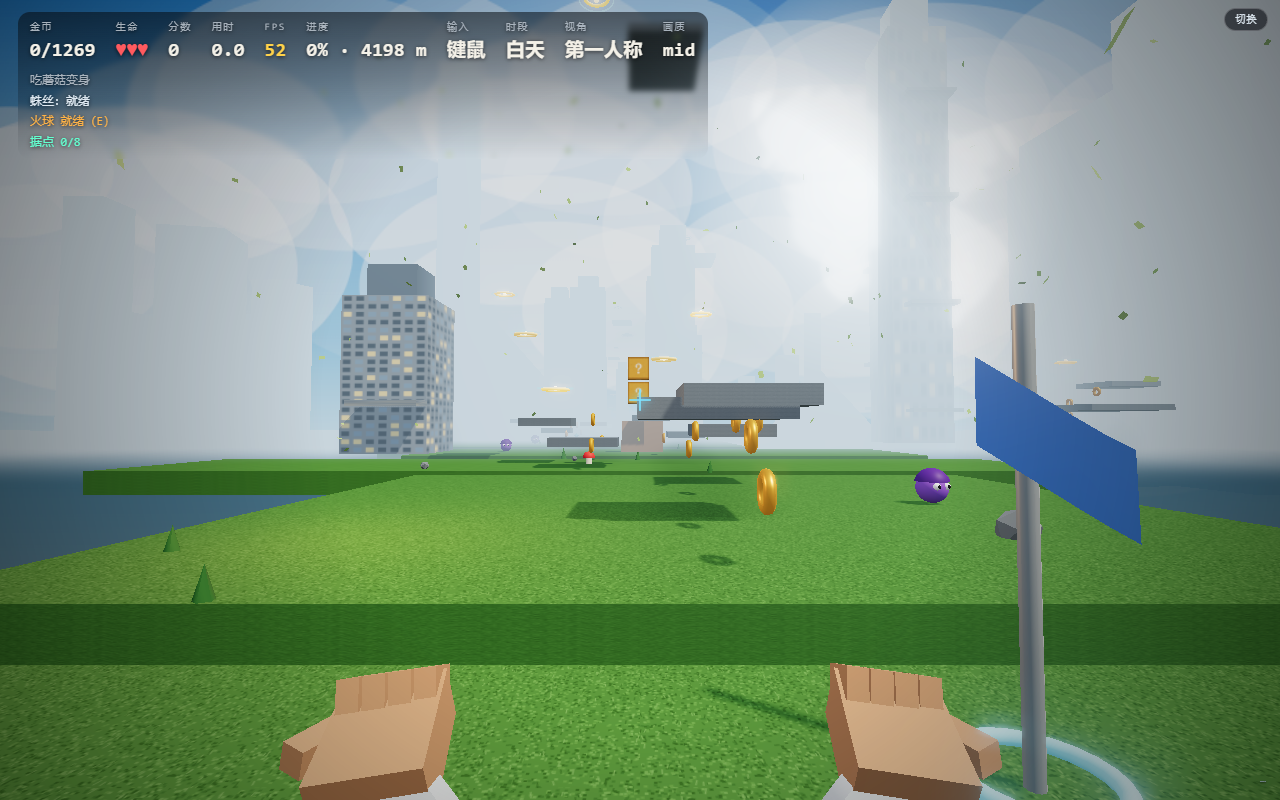 金币 生命 分数 用时 FPS 进度 输入 时段 视角 画质
0/1269 ♥♥♥ 0 0.0 52 0% · 4198 m 键鼠 白天 第一人称 mid
切换
吃蘑菇变身
蛛丝: 就绪
火球 就绪 (E)
据点 0/8
?
?